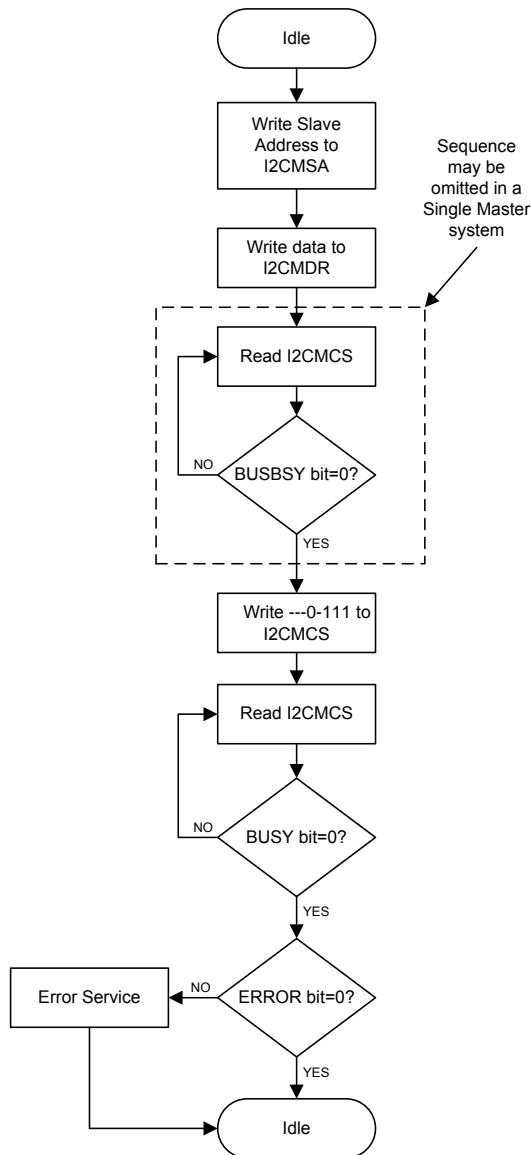 Idle
Write Slave
Address to
I2CMSA
Sequence
may be
omitted in a
Single Master
system
Write data to
I2CMDR
Read I2CMCS
NO
BUSBSY bit=0?
YES
Write ---0-111 to
I2CMCS
Read I2CMCS
NO
BUSY bit=0?
YES
Error Service
NO
ERROR bit=0?
YES
Idle